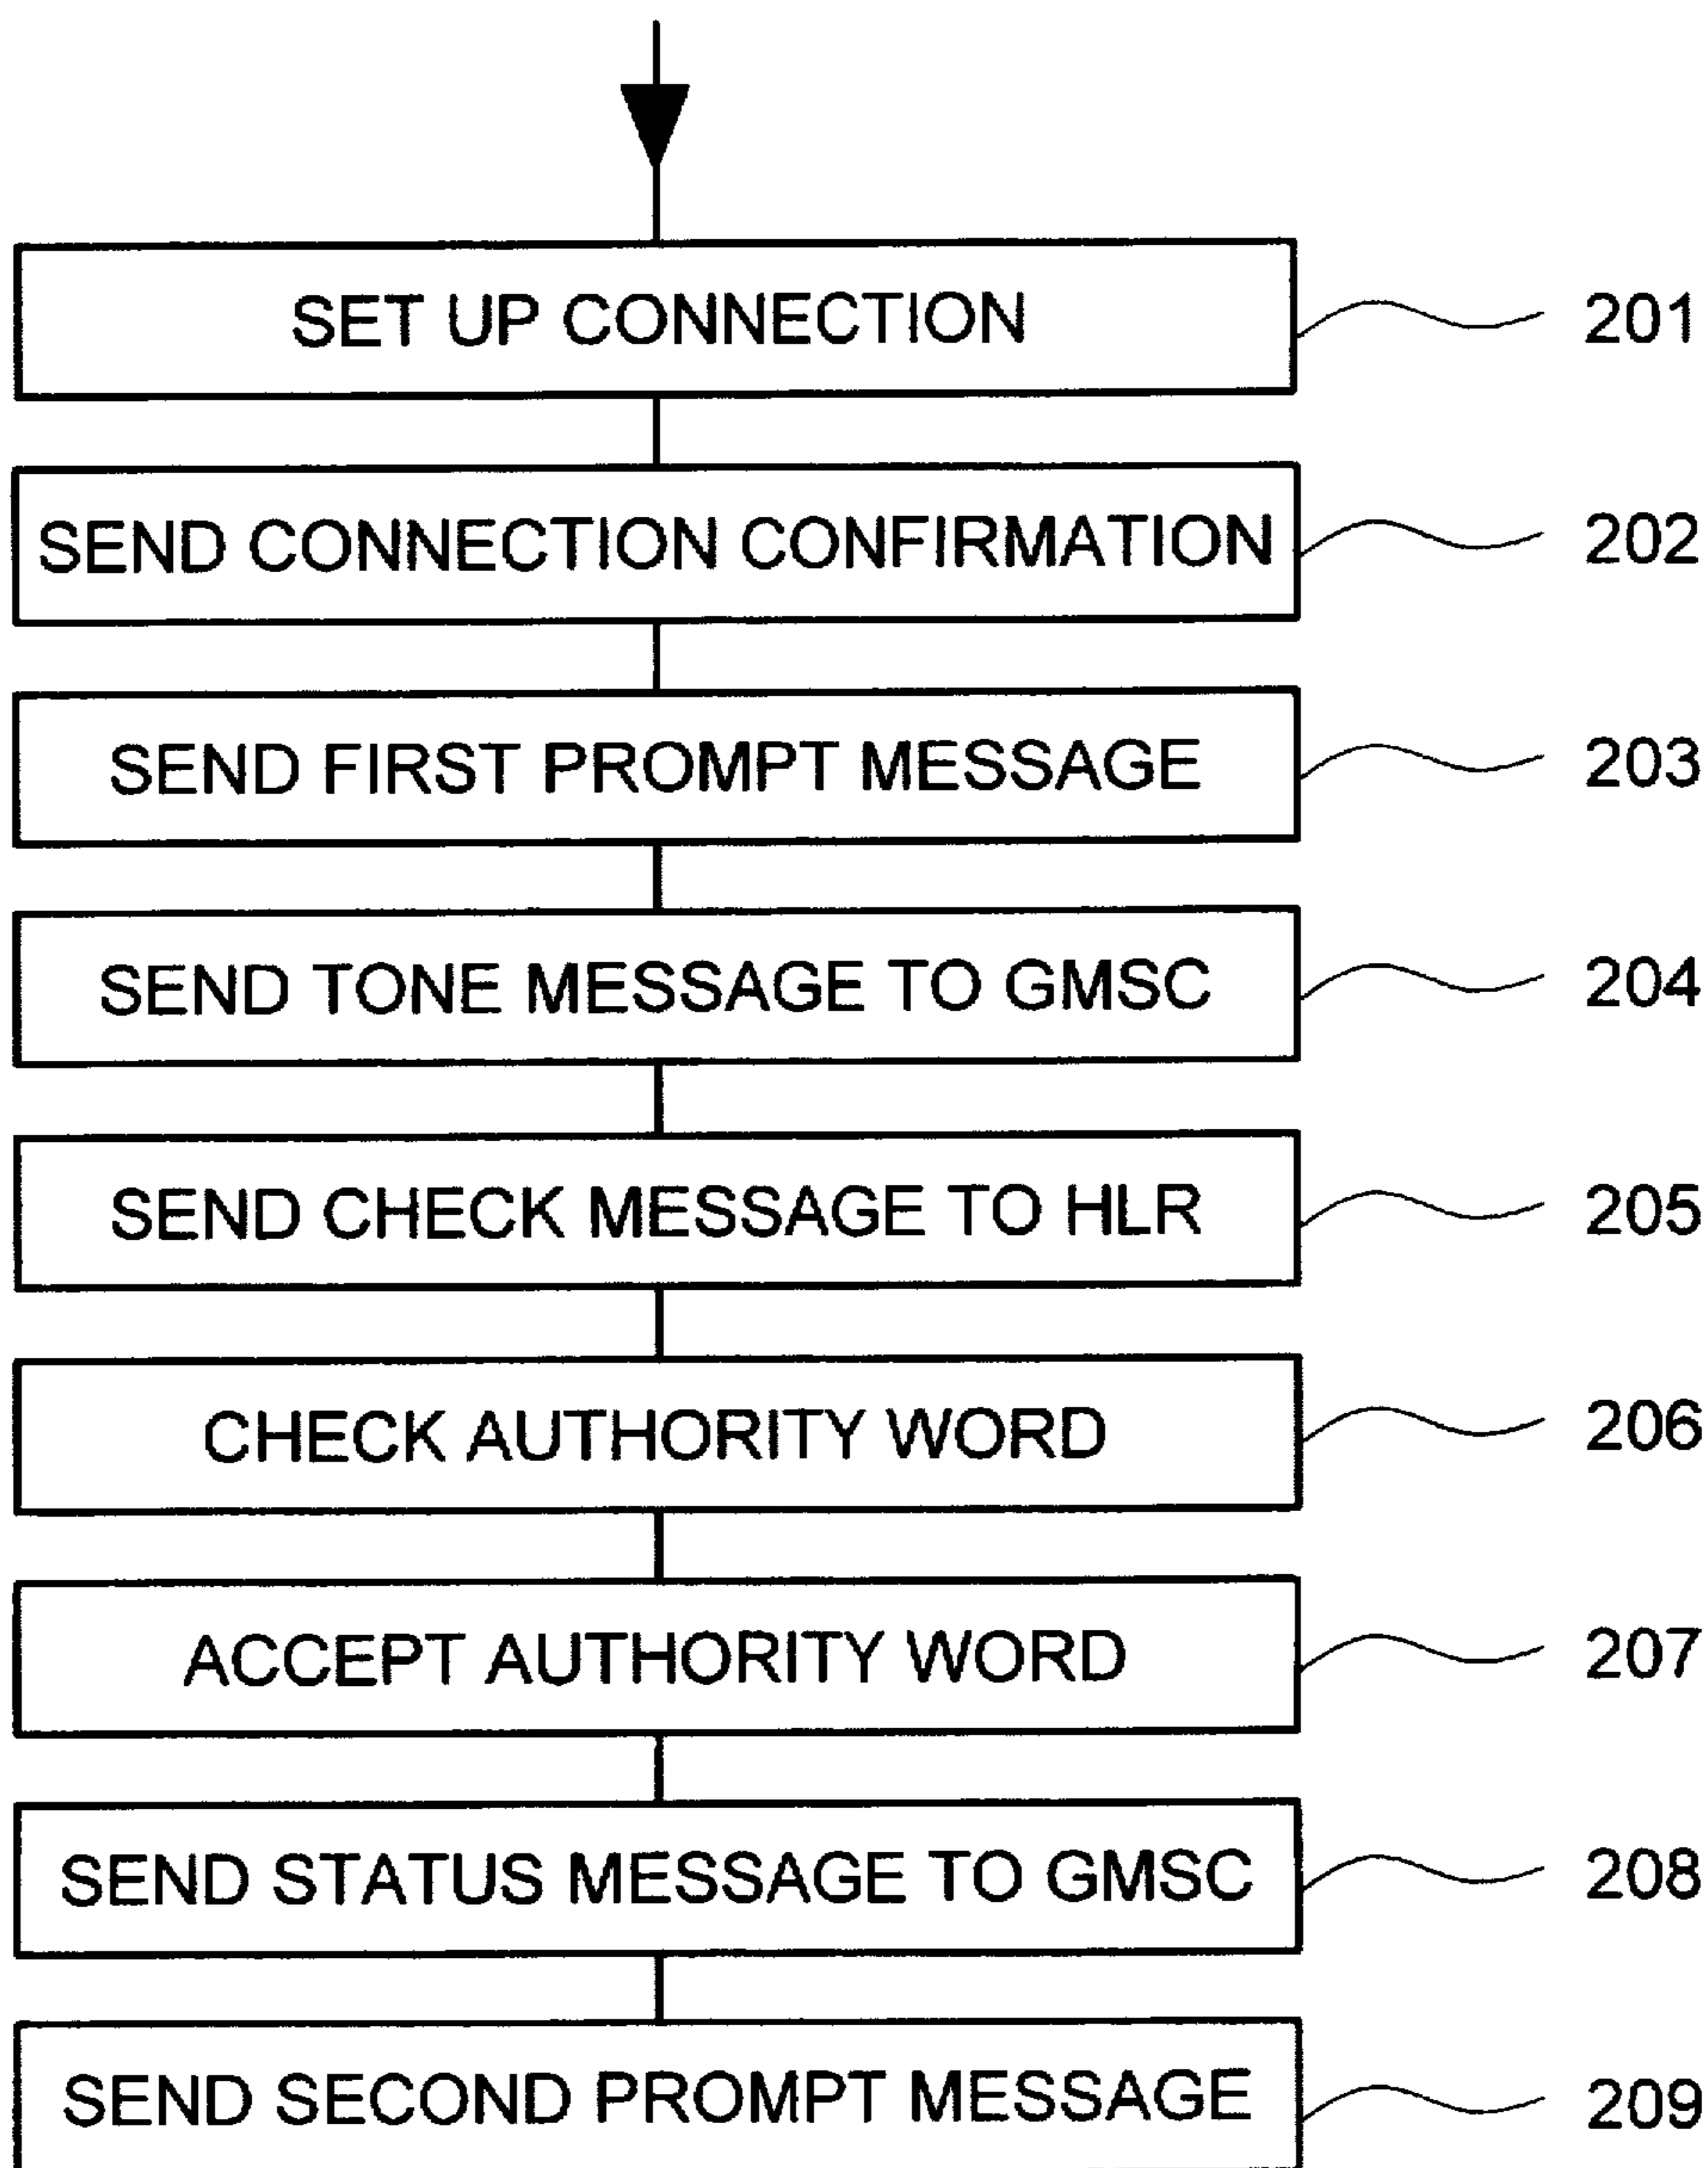 SET UP CONNECTION 201
SEND CONNECTION CONFIRMATION 202
SEND FIRST PROMPT MESSAGE 203
SEND TONE MESSAGE TO GMSC 204
SEND CHECK MESSAGE TO HLR 205
CHECK AUTHORITY WORD 206
ACCEPT AUTHORITY WORD 207
SEND STATUS MESSAGE TO GMSC 208
SEND SECOND PROMPT MESSAGE 209